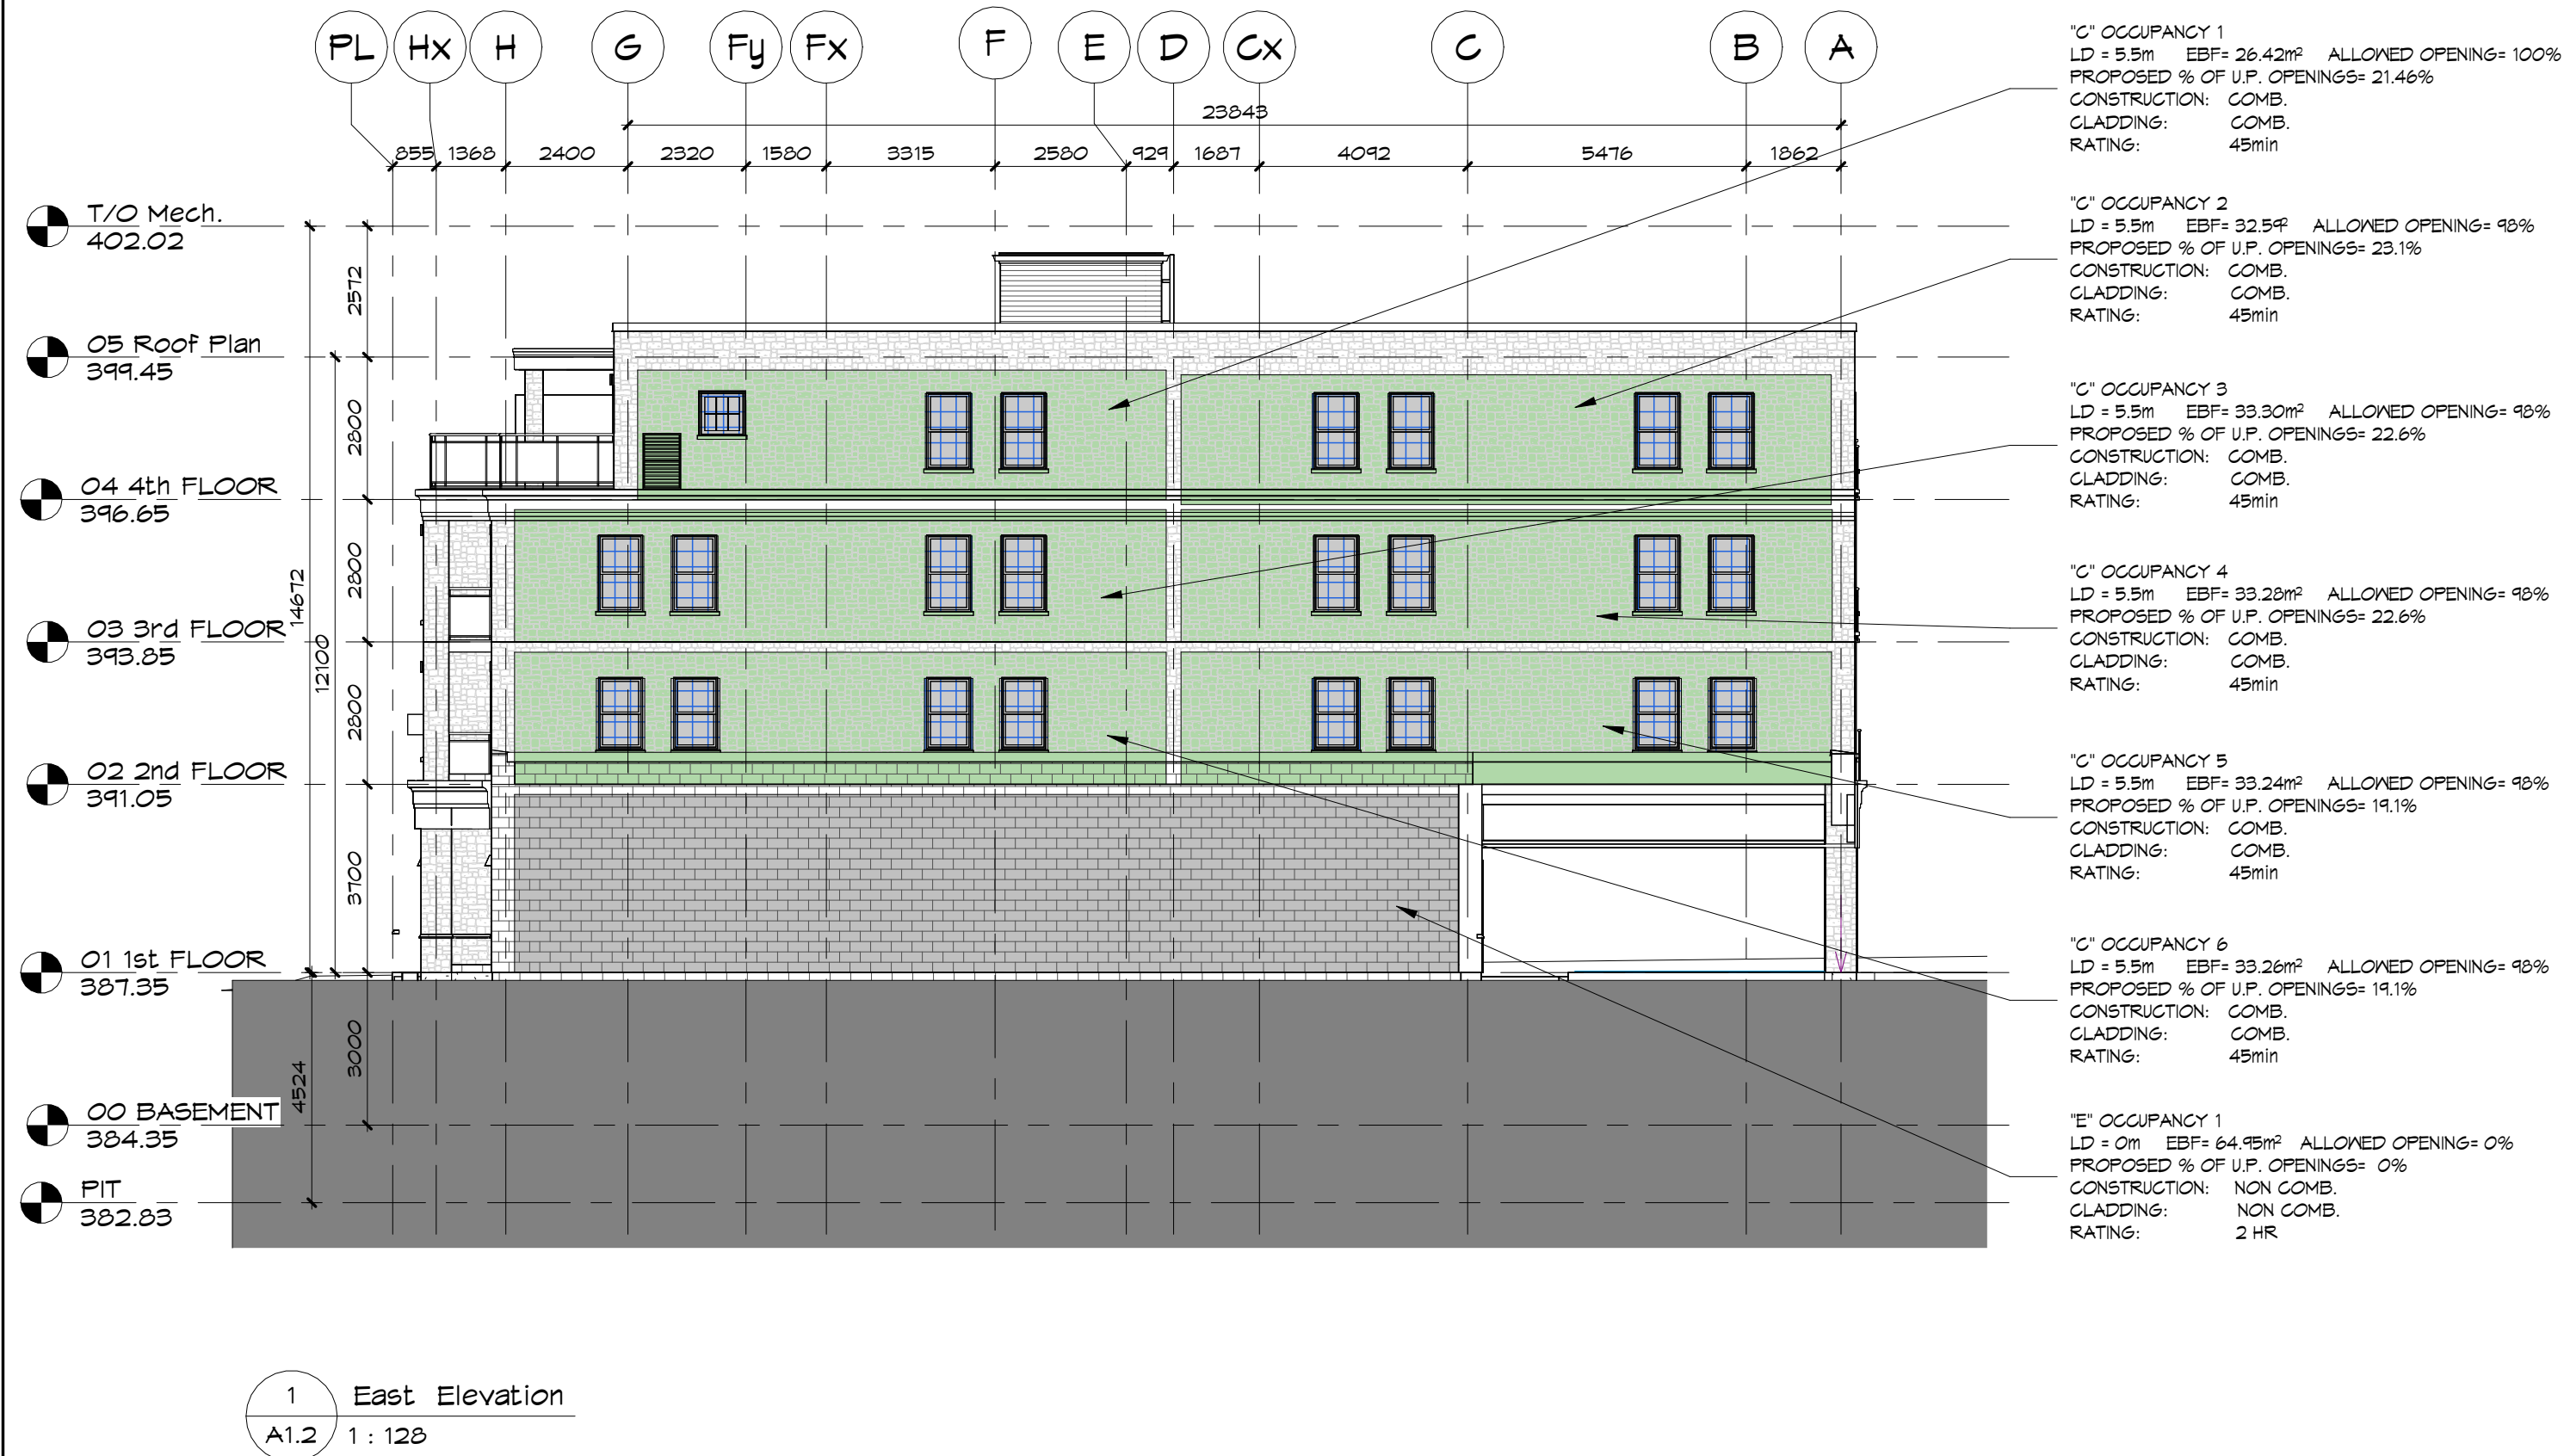 PL Hx H G Fy Fx F E D Cx C B A
23843
855 1368 2400 2320 1580 3315 2580 929 1687 4092 5476 1862
T/O Mech.
402.02
05 Roof Plan
399.45
04 4th FLOOR
396.65
03 3rd FLOOR
393.85
02 2nd FLOOR
391.05
01 1st FLOOR
387.35
00 BASEMENT
384.35
PIT
382.83
2572
2800
2800
2800
3700
3000
14672
12100
4524
"C" OCCUPANCY 1
LD = 5.5m EBF= 26.42m² ALLOWED OPENING= 100%
PROPOSED % OF U.P. OPENINGS= 21.46%
CONSTRUCTION: COMB.
CLADDING: COMB.
RATING: 45min
"C" OCCUPANCY 2
LD = 5.5m EBF= 32.59² ALLOWED OPENING= 98%
PROPOSED % OF U.P. OPENINGS= 23.1%
CONSTRUCTION: COMB.
CLADDING: COMB.
RATING: 45min
"C" OCCUPANCY 3
LD = 5.5m EBF= 33.30m² ALLOWED OPENING= 98%
PROPOSED % OF U.P. OPENINGS= 22.6%
CONSTRUCTION: COMB.
CLADDING: COMB.
RATING: 45min
"C" OCCUPANCY 4
LD = 5.5m EBF= 33.28m² ALLOWED OPENING= 98%
PROPOSED % OF U.P. OPENINGS= 22.6%
CONSTRUCTION: COMB.
CLADDING: COMB.
RATING: 45min
"C" OCCUPANCY 5
LD = 5.5m EBF= 33.24m² ALLOWED OPENING= 98%
PROPOSED % OF U.P. OPENINGS= 19.1%
CONSTRUCTION: COMB.
CLADDING: COMB.
RATING: 45min
"C" OCCUPANCY 6
LD = 5.5m EBF= 33.26m² ALLOWED OPENING= 98%
PROPOSED % OF U.P. OPENINGS= 19.1%
CONSTRUCTION: COMB.
CLADDING: COMB.
RATING: 45min
"E" OCCUPANCY 1
LD = 0m EBF= 64.95m² ALLOWED OPENING= 0%
PROPOSED % OF U.P. OPENINGS= 0%
CONSTRUCTION: NON COMB.
CLADDING: NON COMB.
RATING: 2 HR
1 East Elevation
A1.2 1 : 128